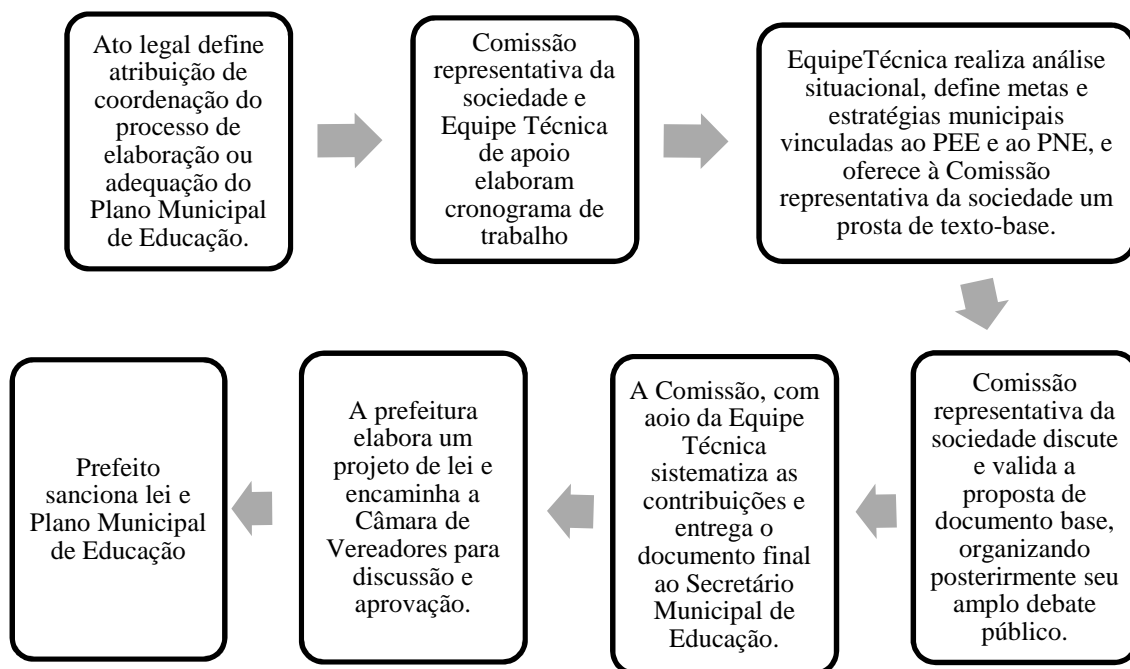 Ato legal define
atribuição de
coordenação do
processo de
elaboração ou
adequação do
Plano Municipal
de Educação.
Comissão
representativa da
sociedade e
Equipe Técnica
de apoio
elaboram
cronograma de
trabalho
EquipeTécnica realiza análise
situacional, define metas e
estratégias municipais
vinculadas ao PEE e ao PNE, e
oferece à Comissão
representativa da sociedade um
prosta de texto-base.
Comissão
representativa da
sociedade discute
e valida a
proposta de
documento base,
organizando
posterirmente seu
amplo debate
público.
A Comissão, com
aoio da Equipe
Técnica
sistematiza as
contribuições e
entrega o
documento final
ao Secretário
Municipal de
Educação.
A prefeitura
elabora um
projeto de lei e
encaminha a
Câmara de
Vereadores para
discussão e
aprovação.
Prefeito
sanciona lei e
Plano Municipal
de Educação